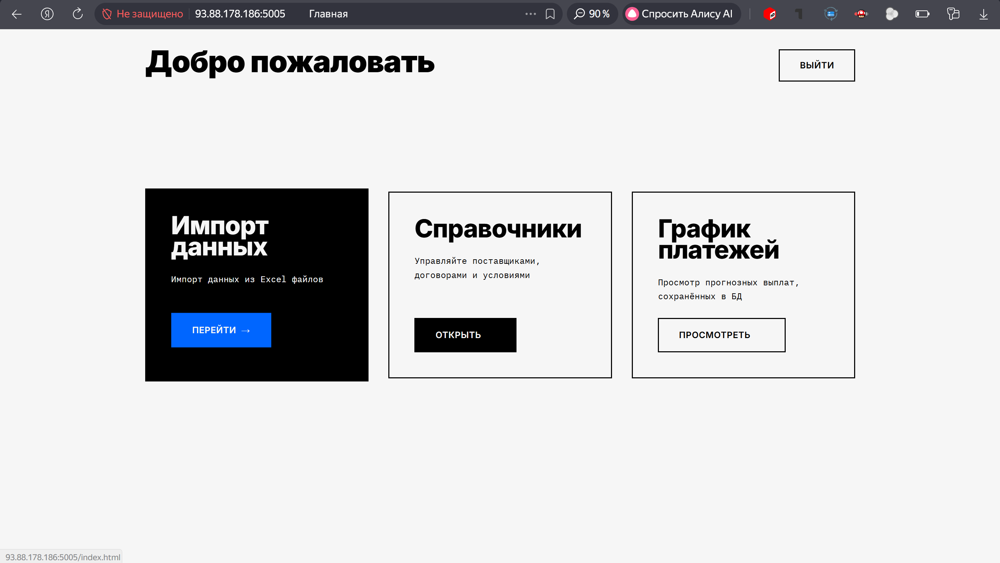 Не защищено 93.88.178.186:5005 Главная 90 % Спросить Алису AI
Добро пожаловать
ВЫЙТИ
Импорт
данных
Импорт данных из Excel файлов
ПЕРЕЙТИ →
Справочники
Управляйте поставщиками,
договорами и условиями
ОТКРЫТЬ
График
платежей
Просмотр прогнозных выплат,
сохранённых в БД
ПРОСМОТРЕТЬ
93.88.178.186:5005/index.html